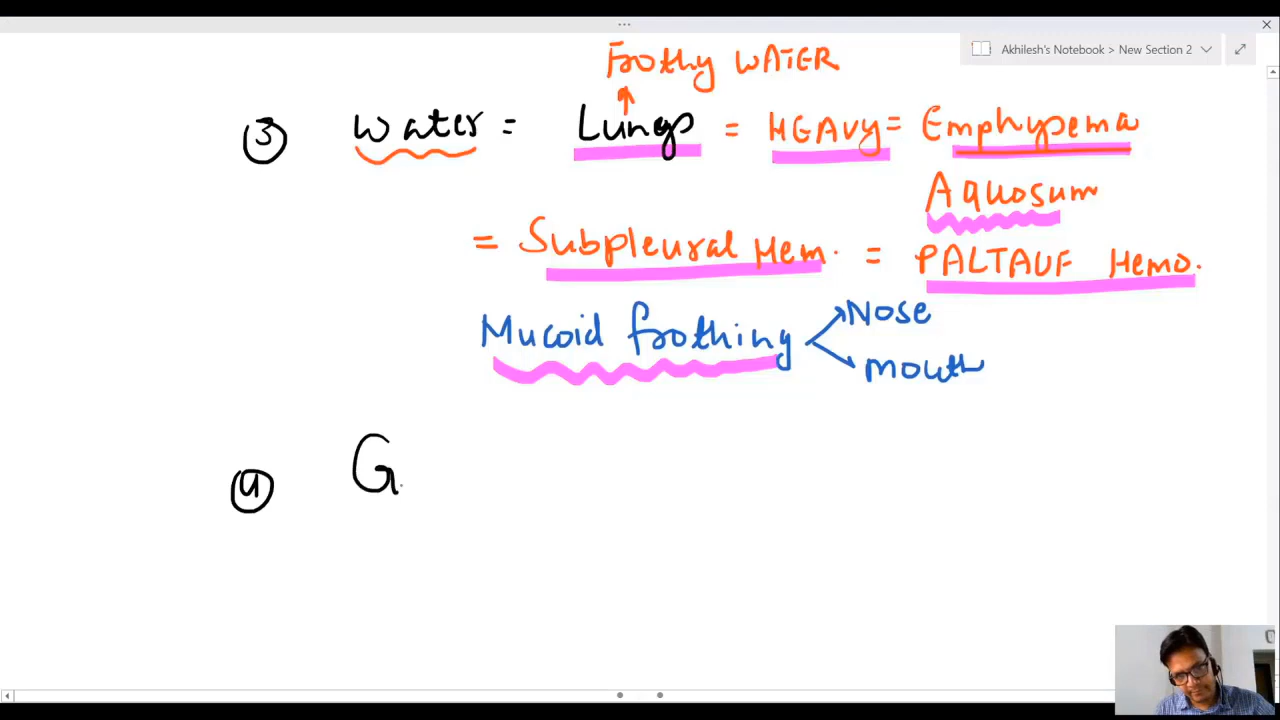 Akhilesh's Notebook > New Section 2
Frothy WATER
③ Water = Lungs = HEAVY = Emphysema
Aquosum
= Subpleural Hem. = PALTAUF Hemo.
Mucoid frothing
Nose
Mouth
④ G